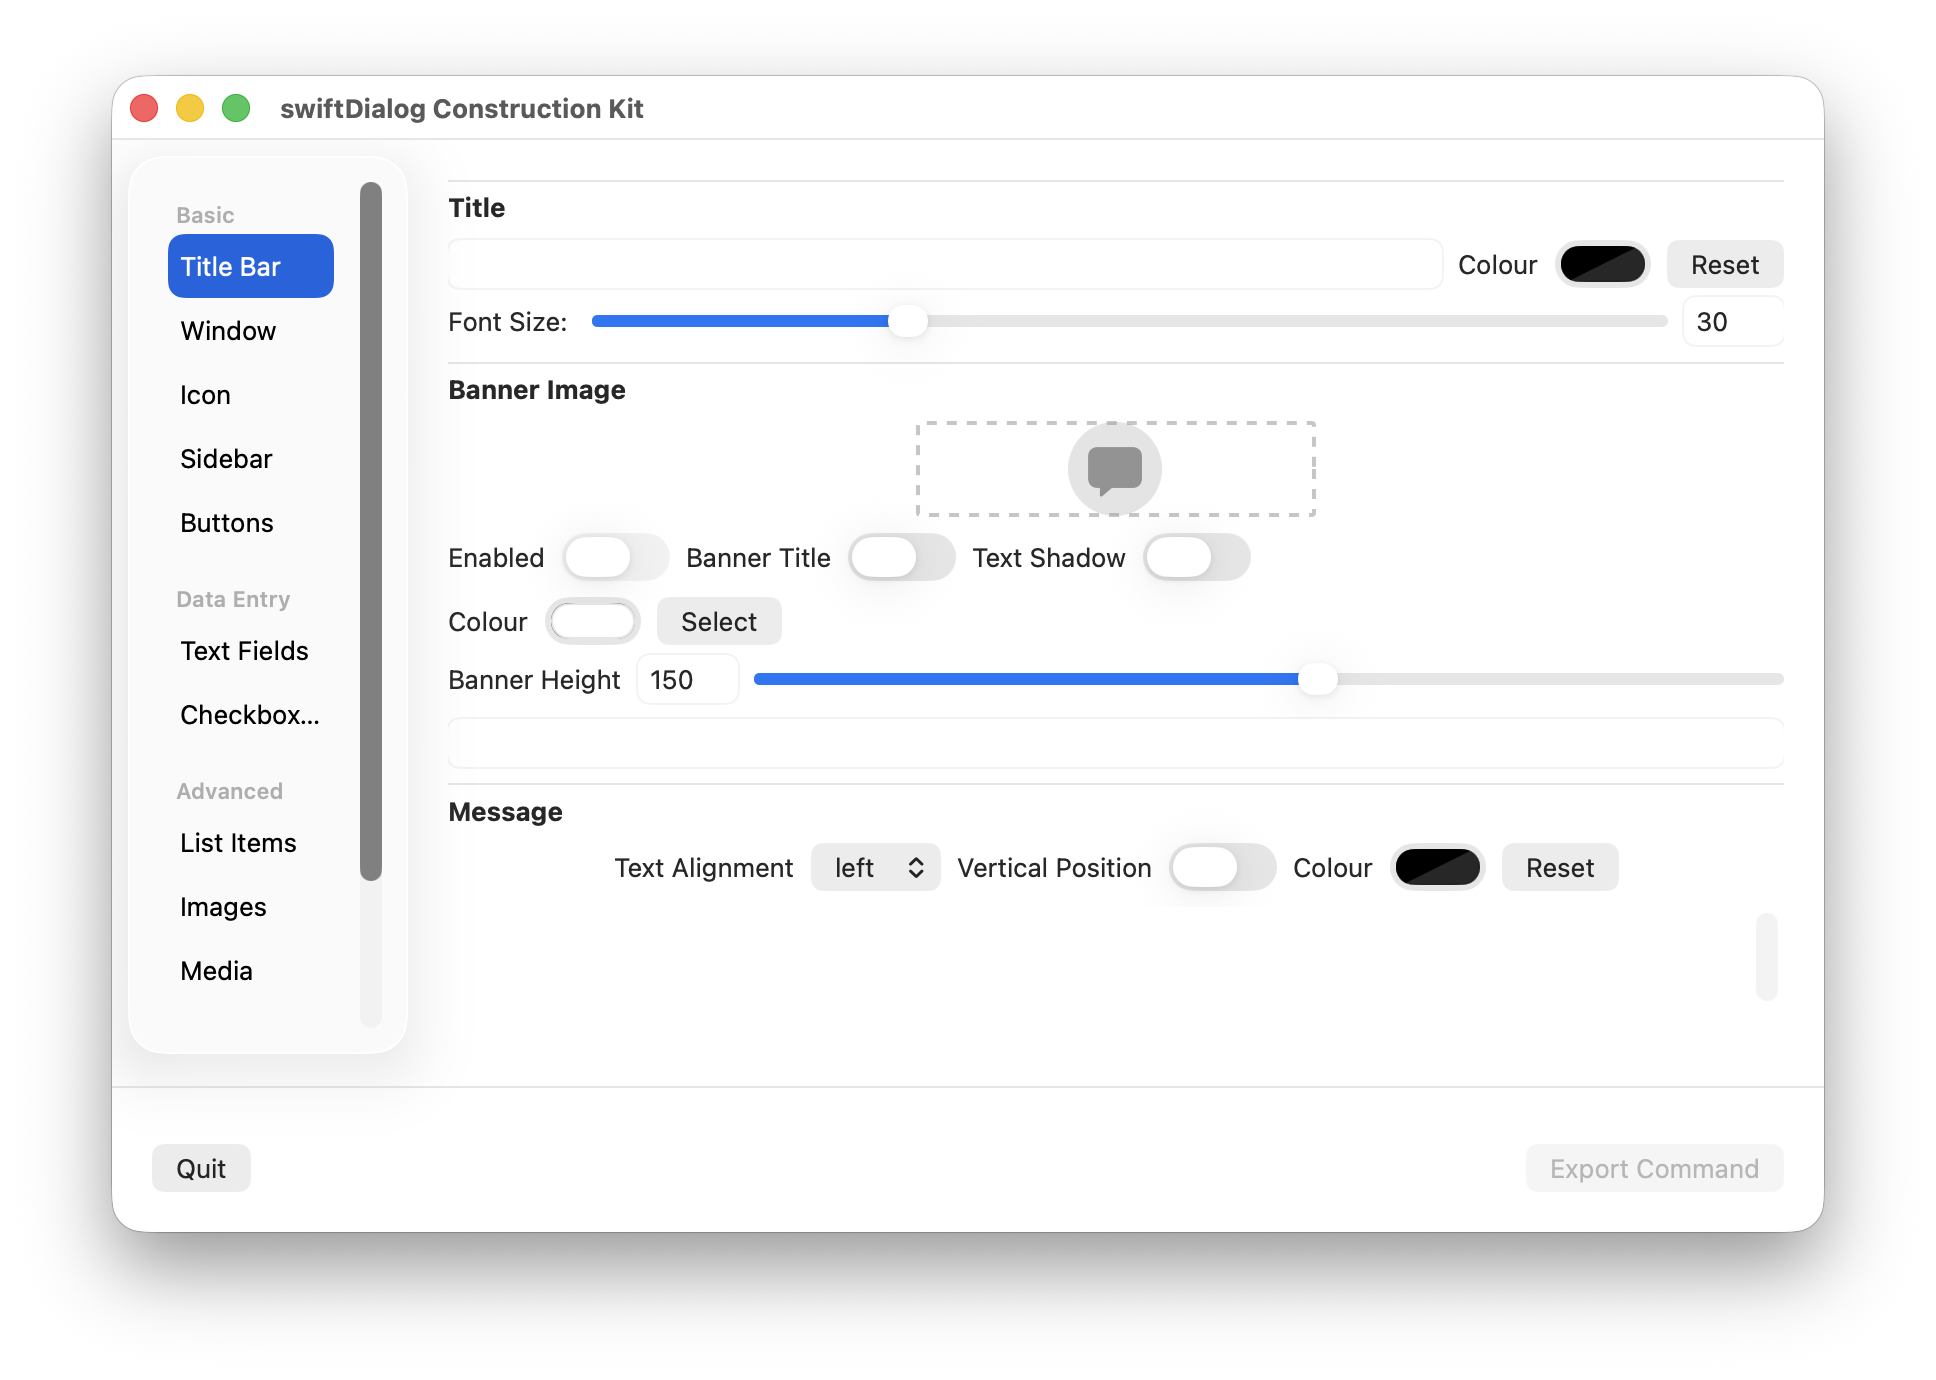 swiftDialog Construction Kit
Basic
Title Bar
Window
Icon
Sidebar
Buttons
Data Entry
Text Fields
Checkbox...
Advanced
List Items
Images
Media
Title
Colour Reset
Font Size: 30
Banner Image
Enabled Banner Title Text Shadow
Colour Select
Banner Height 150
Message
Text Alignment left Vertical Position Colour Reset
Quit Export Command